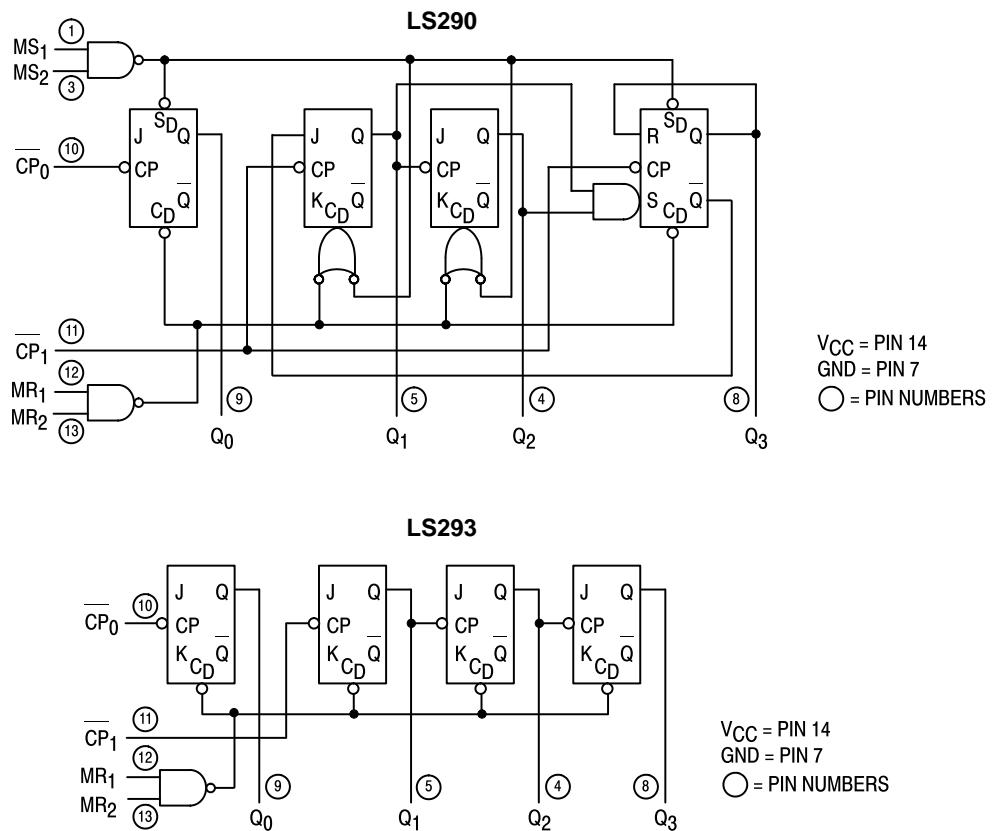 LS290
1
MS1
MS2
3
SD
J Q
CP0
10
CP
Q
CD
J Q
CP
K CD Q
J Q
CP
K CD Q
SD
R Q
CP
S CD Q
CP1
11
12
MR1
MR2
13
9
5
4
8
Q0
Q1
Q2
Q3
VCC = PIN 14
GND = PIN 7
= PIN NUMBERS
LS293
J Q
CP
K CD Q
J Q
CP
K CD Q
J Q
CP
K CD Q
J Q
CP
K CD Q
CP0
10
CP1
11
12
MR1
MR2
13
9
5
4
8
Q0
Q1
Q2
Q3
VCC = PIN 14
GND = PIN 7
= PIN NUMBERS